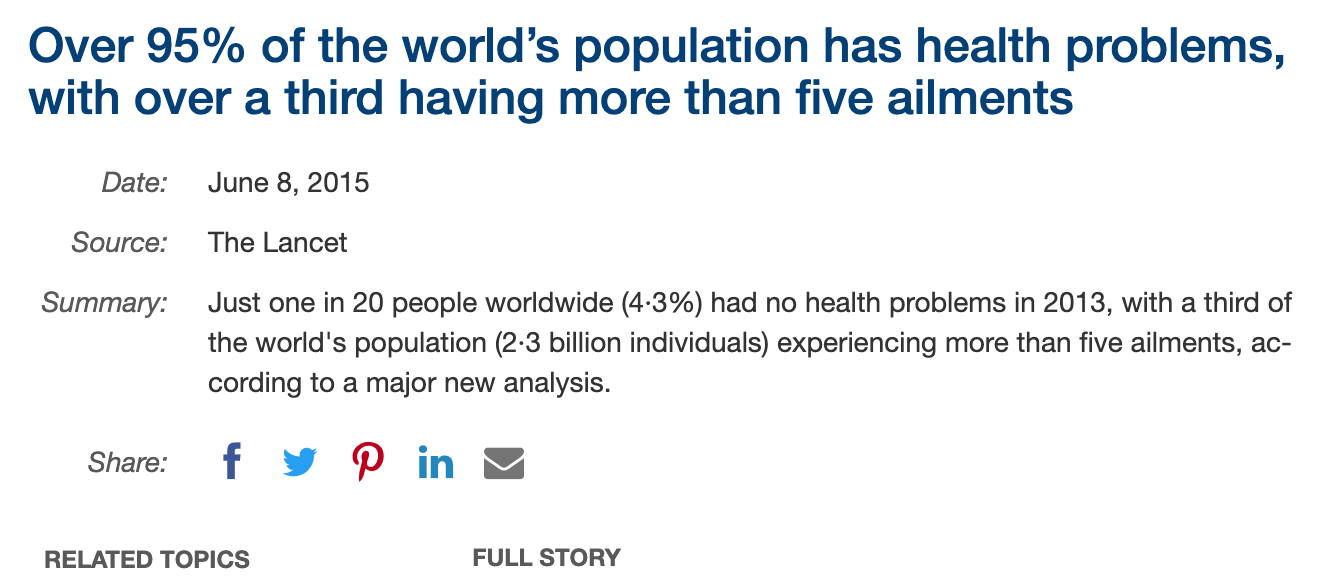 Over 95% of the world’s population has health problems,
with over a third having more than five ailments
Date: June 8, 2015
Source: The Lancet
Summary: Just one in 20 people worldwide (4·3%) had no health problems in 2013, with a third of
the world's population (2·3 billion individuals) experiencing more than five ailments, ac-
cording to a major new analysis.
Share: f in
RELATED TOPICS FULL STORY